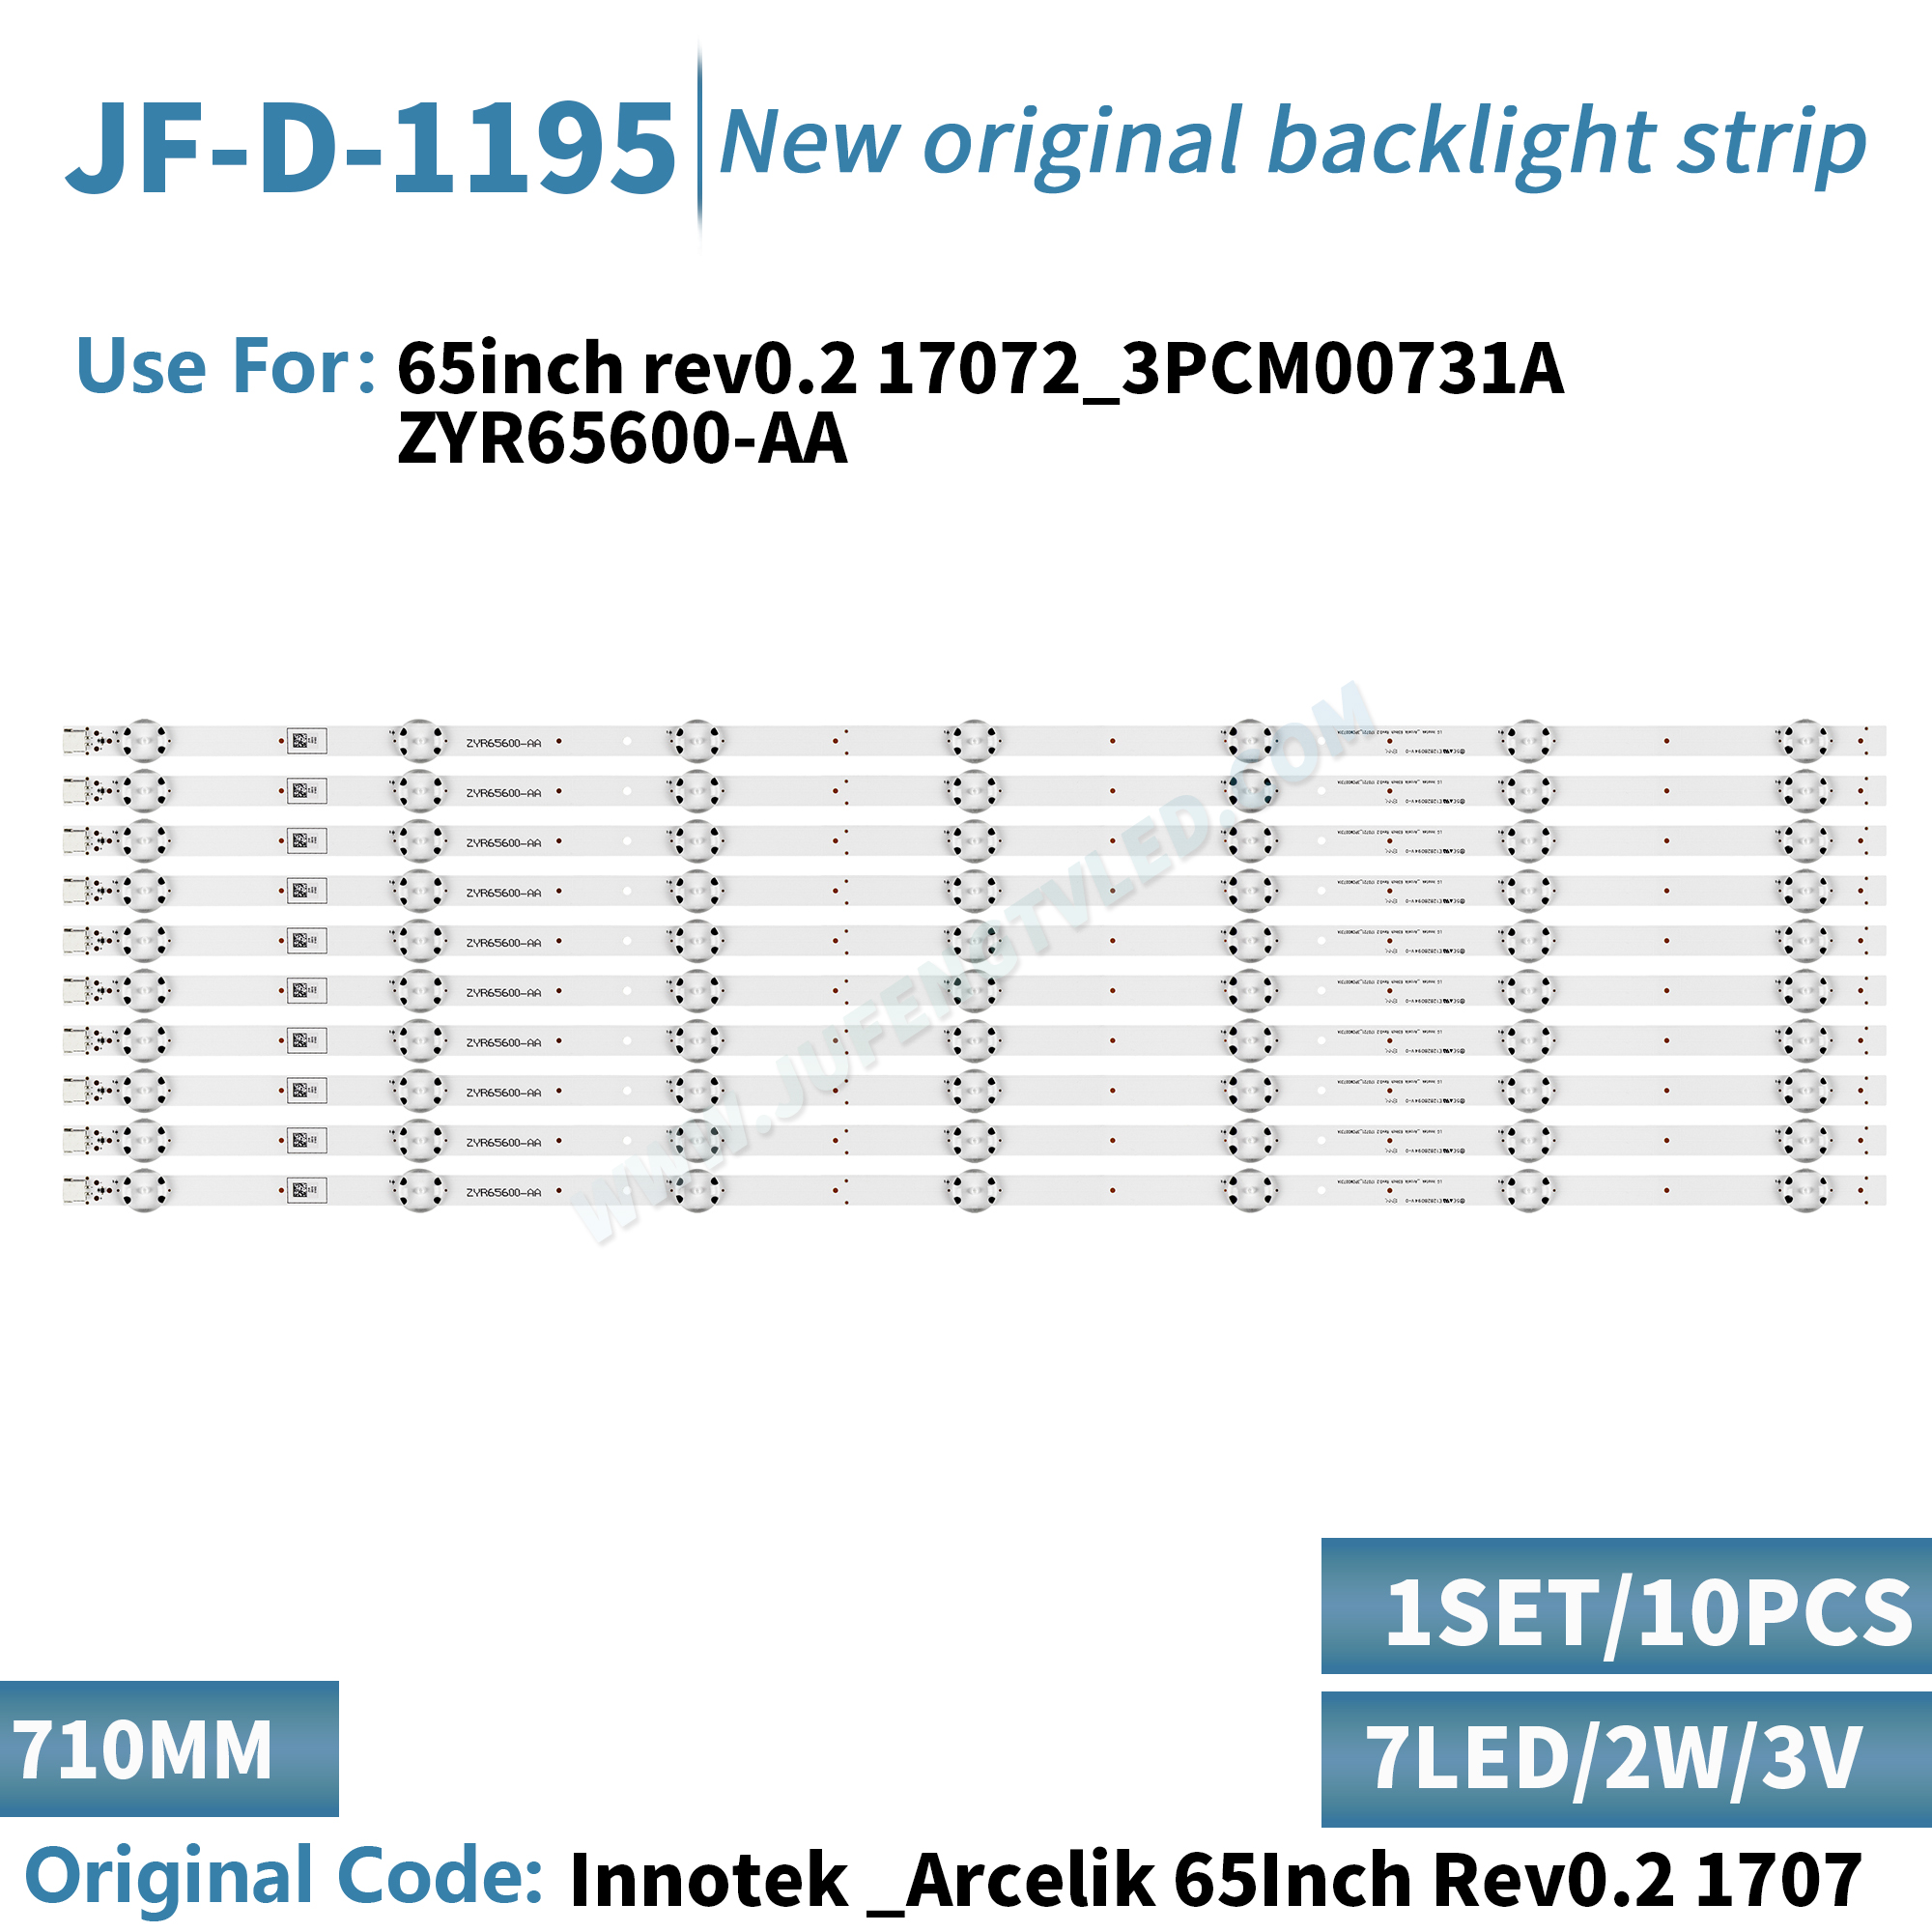 JF-D-1195
New original backlight strip
Use For: 65inch rev0.2 17072_3PCM00731A
ZYR65600-AA
ZYR65600-AA
ZYR65600-AA
ZYR65600-AA
ZYR65600-AA
ZYR65600-AA
ZYR65600-AA
ZYR65600-AA
ZYR65600-AA
ZYR65600-AA
ZYR65600-AA
WWW.JUFENGTVLED.COM
1SET/10PCS
710MM
7LED/2W/3V
Original Code: Innotek _Arcelik 65Inch Rev0.2 1707